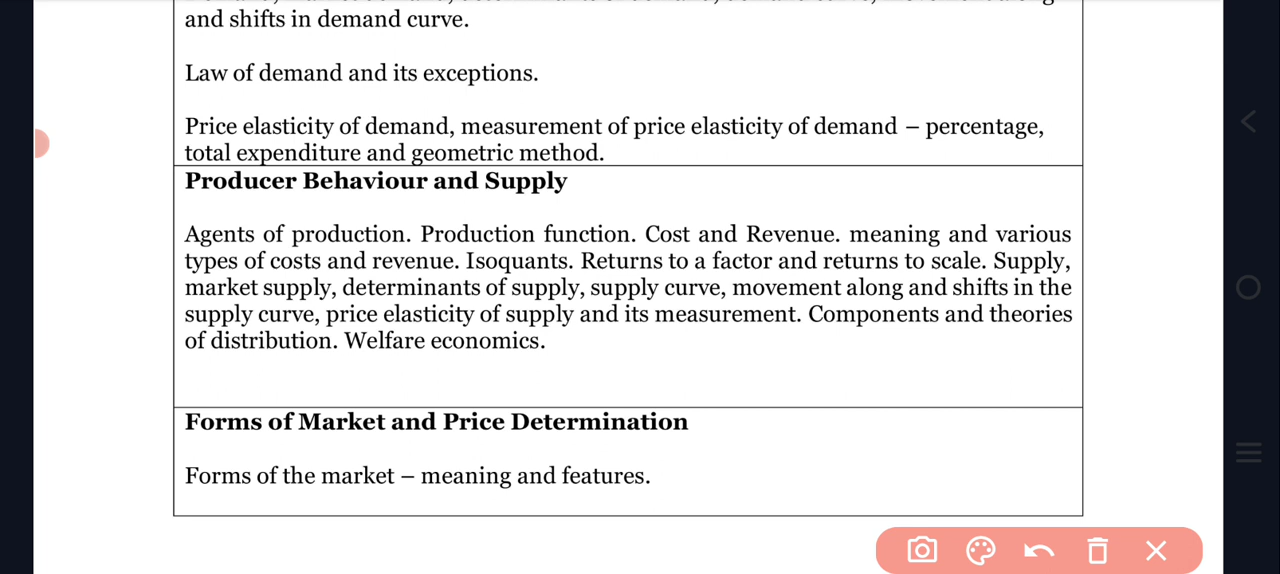 and shifts in demand curve.
Law of demand and its exceptions.
Price elasticity of demand, measurement of price elasticity of demand – percentage,
total expenditure and geometric method.
Producer Behaviour and Supply
Agents of production. Production function. Cost and Revenue. meaning and various
types of costs and revenue. Isoquants. Returns to a factor and returns to scale. Supply,
market supply, determinants of supply, supply curve, movement along and shifts in the
supply curve, price elasticity of supply and its measurement. Components and theories
of distribution. Welfare economics.
Forms of Market and Price Determination
Forms of the market – meaning and features.